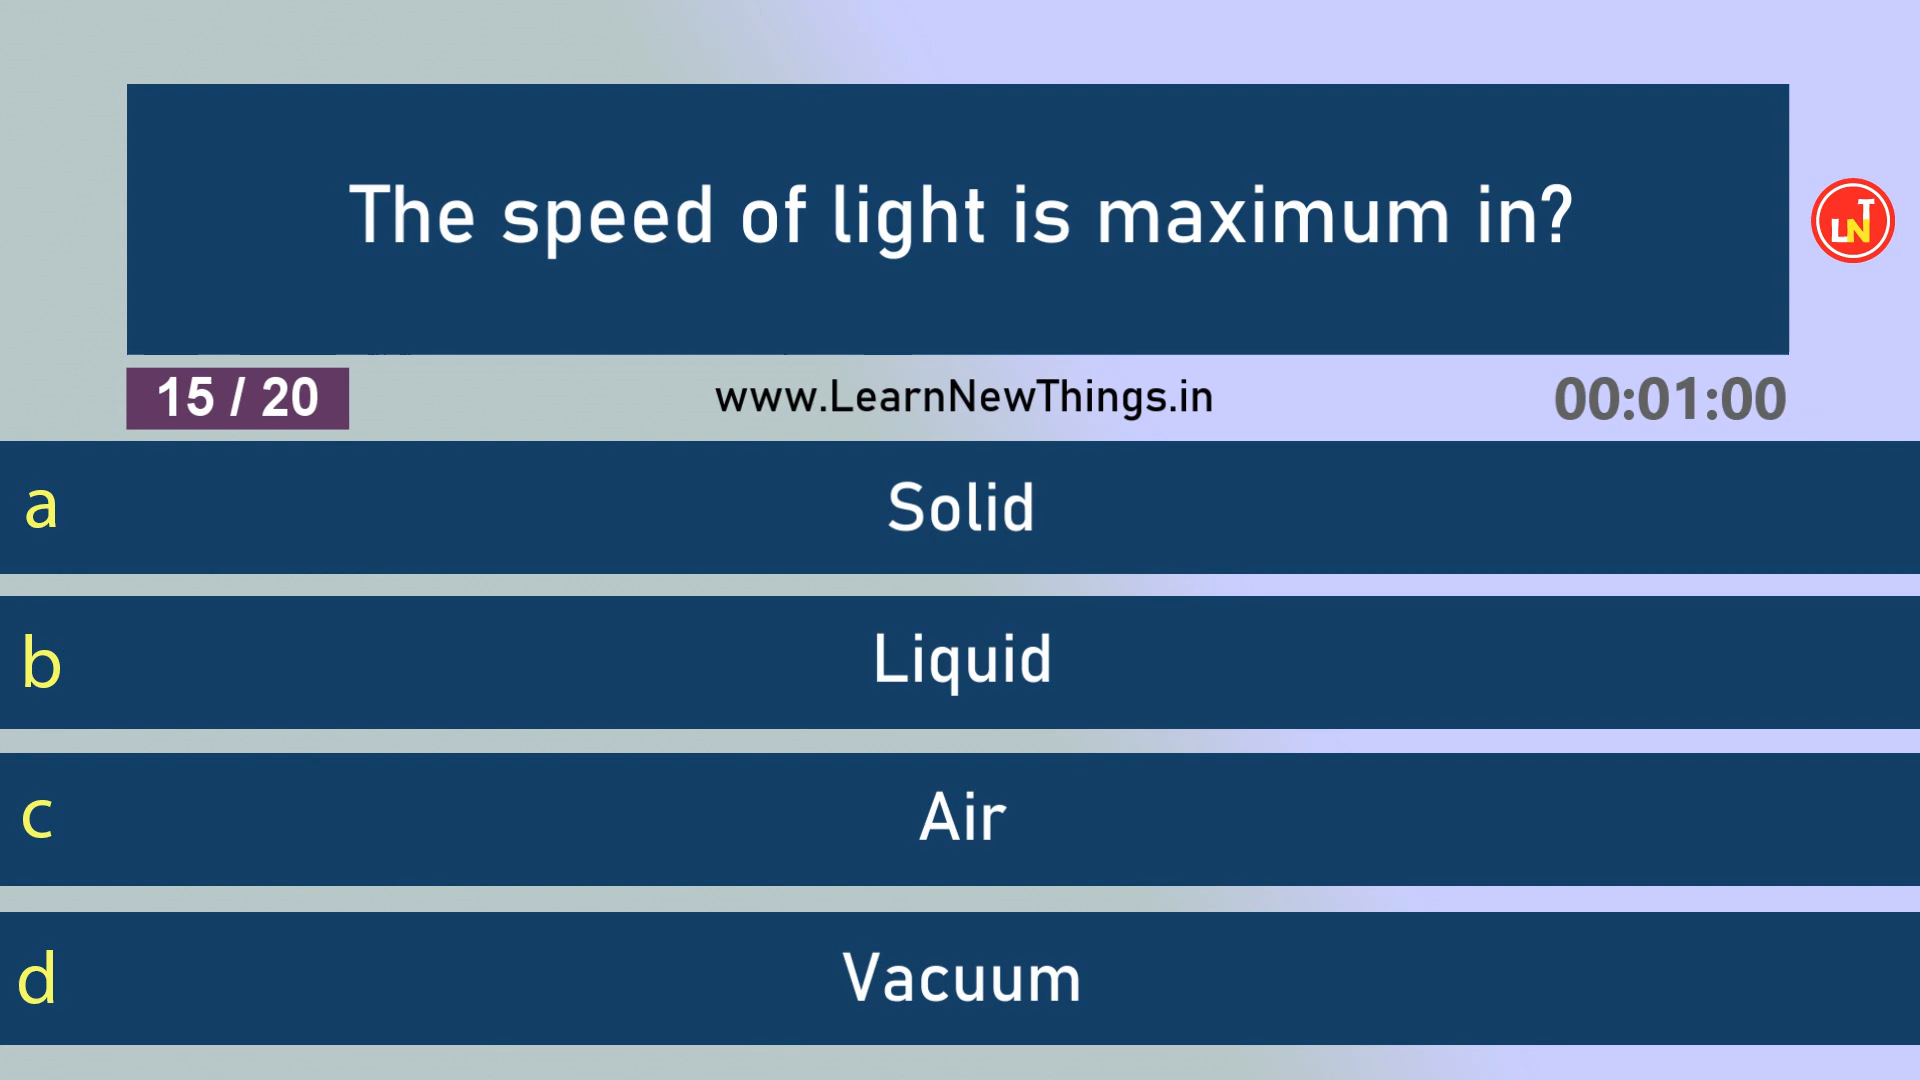 The speed of light is maximum in?
LNT
15 / 20
www.LearnNewThings.in
00:01:00
a
Solid
b
Liquid
c
Air
d
Vacuum